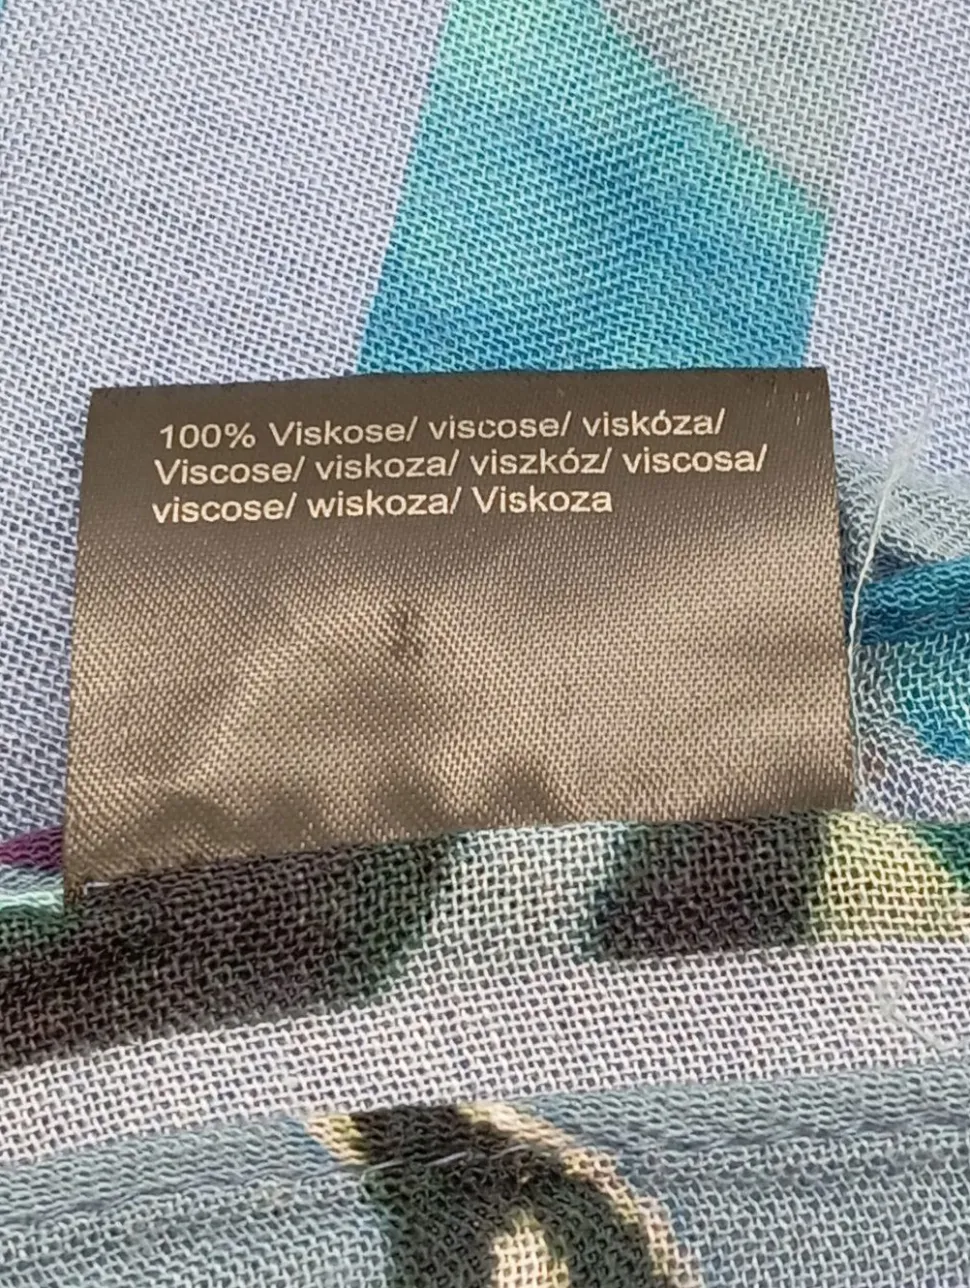 100% Viskose/ viscose/ viskóza/
Viscose/ viskoza/ viszkóz/ viscosa/
viscose/ wiskoza/ Viskoza